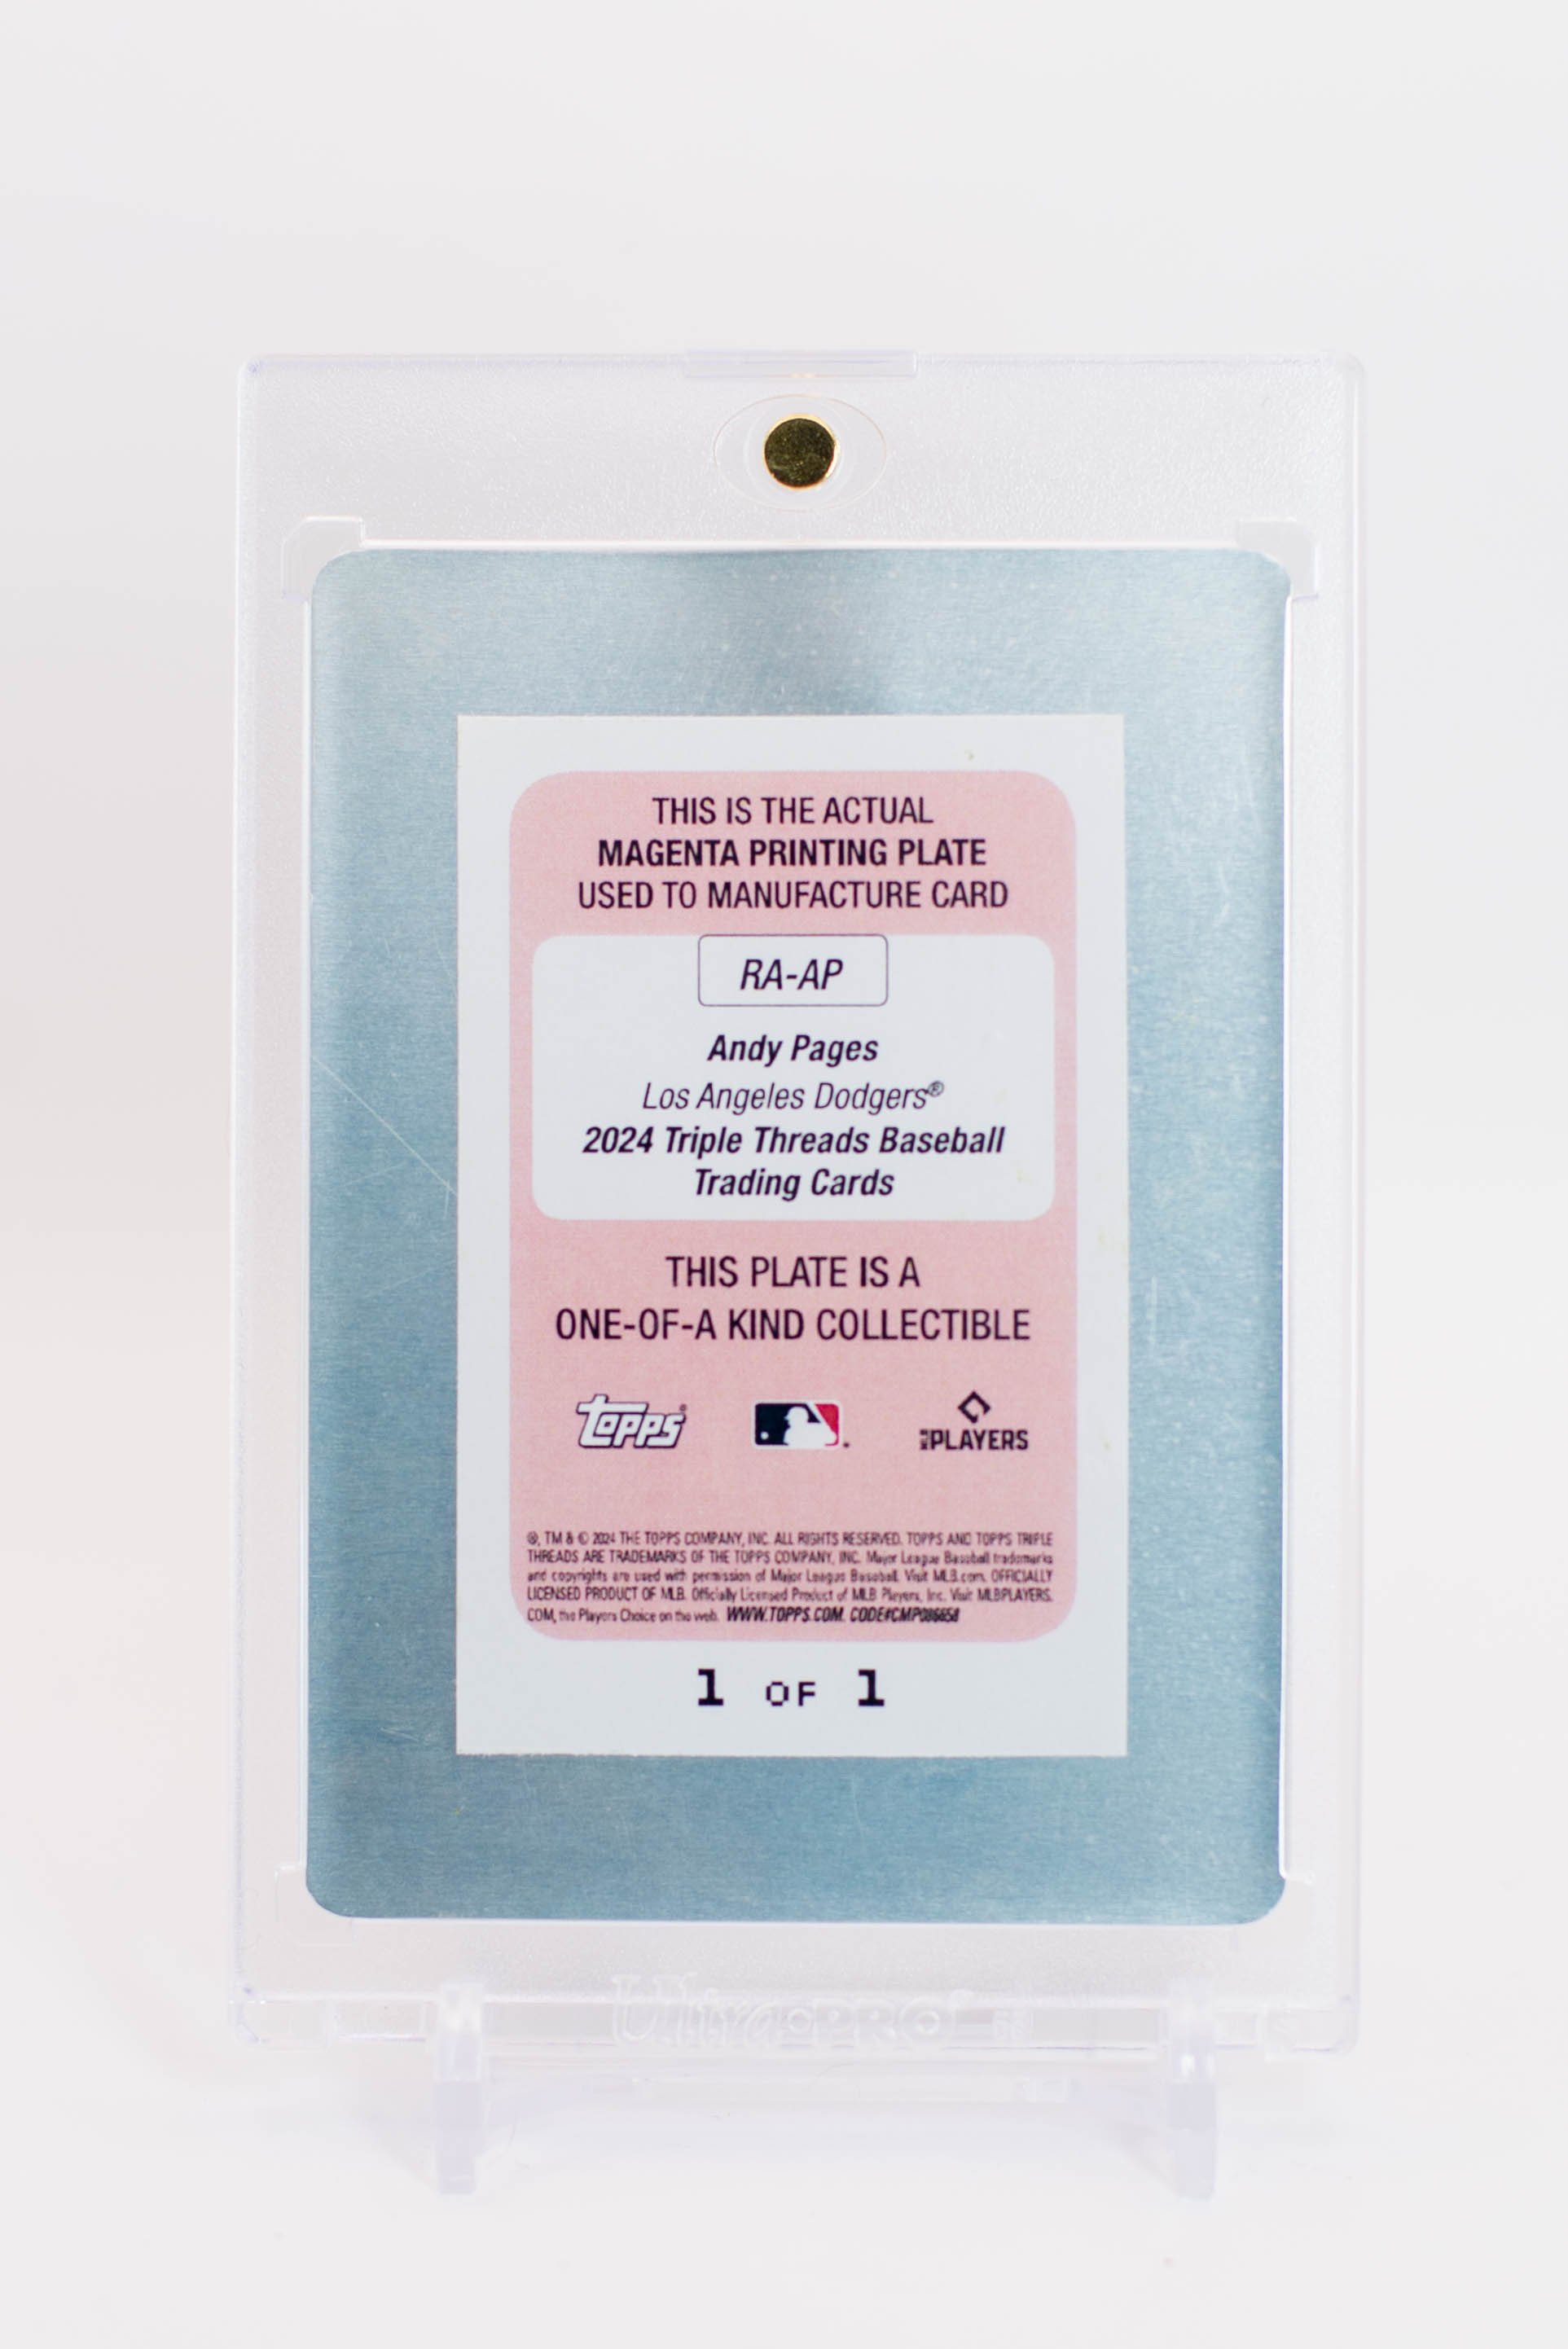 THIS IS THE ACTUAL
MAGENTA PRINTING PLATE
USED TO MANUFACTURE CARD
RA-AP
Andy Pages
Los Angeles Dodgers®
2024 Triple Threads Baseball
Trading Cards
THIS PLATE IS A
ONE-OF-A KIND COLLECTIBLE
topps®
MLB PLAYERS
®, TM & © 2024 THE TOPPS COMPANY, INC. ALL RIGHTS RESERVED. TOPPS AND TOPPS TRIPLE
THREADS ARE TRADEMARKS OF THE TOPPS COMPANY, INC. Major League Baseball trademarks
and copyrights are used with permission of Major League Baseball. Visit MLB.com. OFFICIALLY
LICENSED PRODUCT OF MLB. Officially Licensed Product of MLB Players, Inc. Visit MLBPLAYERS.
COM, the Players Choice on the web. WWW.TOPPS.COM. CODE#CMP086658
1 OF 1
Ultra PRO